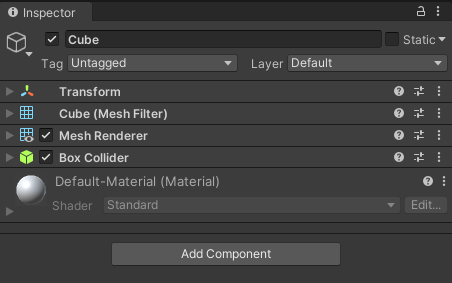 Inspector
Cube Static
Tag Untagged Layer Default
Transform
Cube (Mesh Filter)
Mesh Renderer
Box Collider
Default-Material (Material)
Shader Standard Edit...
Add Component